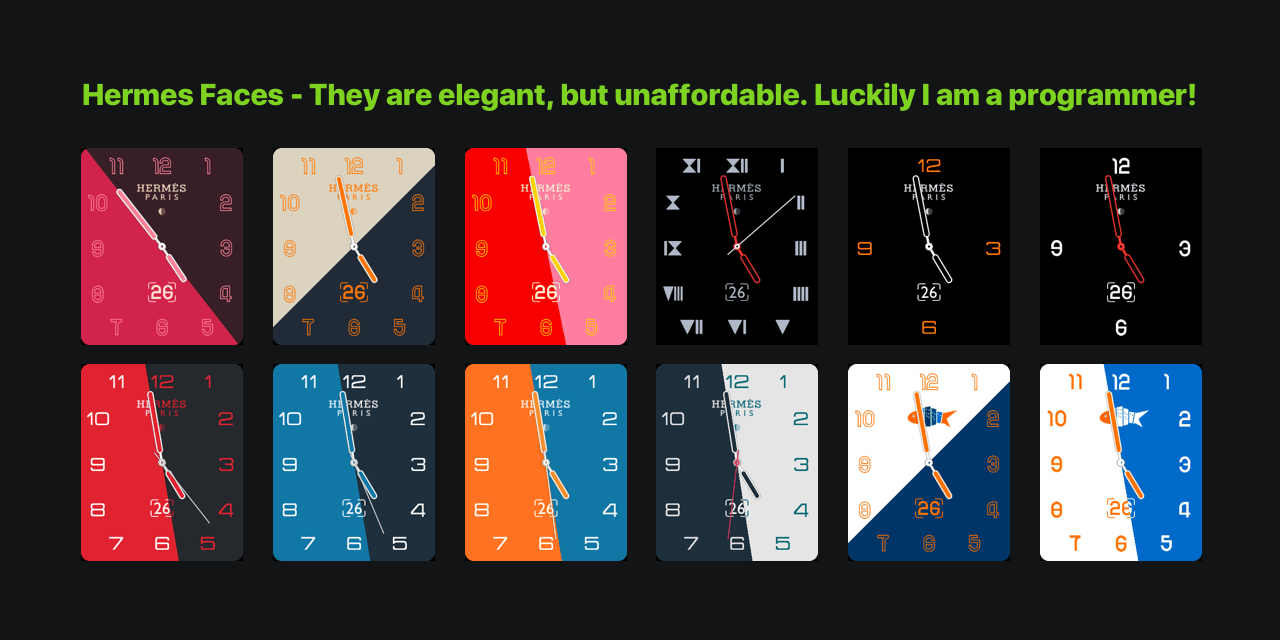 Hermes Faces - They are elegant, but unaffordable. Luckily I am a programmer!
11 12 1
HERMÈS
PARIS
10 2
9 3
8 26 4
7 6 5
11 12 1
HERMÈS
PARIS
10 2
9 3
8 26 4
7 6 5
11 12 1
HERMÈS
PARIS
10 2
9 3
8 26 4
7 6 5
XI XII I
HERMÈS
PARIS
X II
IX III
VIII 26 IIII
VII VI V
12
HERMÈS
PARIS
9 3
26
6
12
HERMÈS
PARIS
9 3
26
6
11 12 1
HERMÈS
PARIS
10 2
9 3
8 26 4
7 6 5
11 12 1
HERMÈS
PARIS
10 2
9 3
8 26 4
7 6 5
11 12 1
HERMÈS
PARIS
10 2
9 3
8 26 4
7 6 5
11 12 1
HERMÈS
PARIS
10 2
9 3
8 26 4
7 6 5
11 12 1
10 2
9 3
8 26 4
7 6 5
11 12 1
10 2
9 3
8 26 4
7 6 5